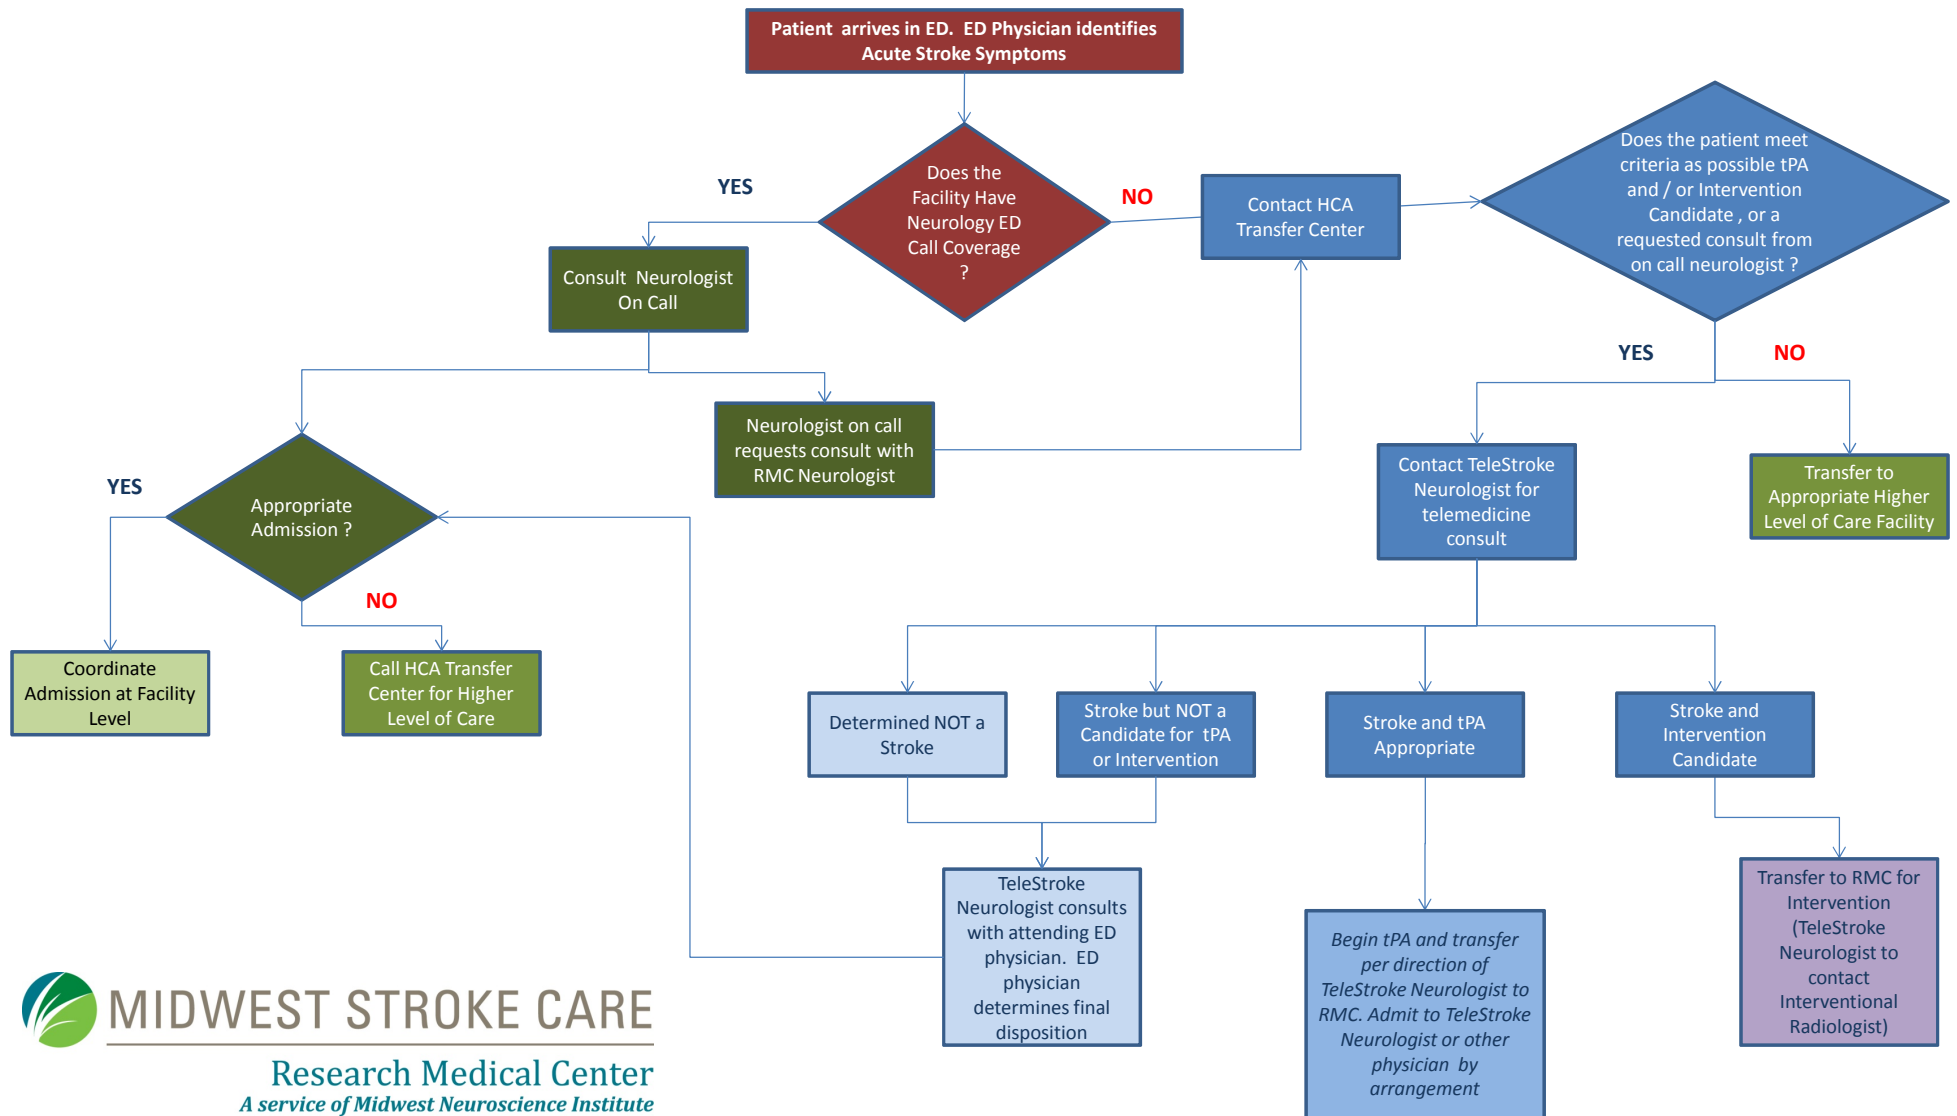 Patient arrives in ED. ED Physician identifies
Acute Stroke Symptoms
Does the
Facility Have
Neurology ED
Call Coverage
?
YES
NO
Contact HCA
Transfer Center
Does the patient meet
criteria as possible tPA
and / or Intervention
Candidate , or a
requested consult from
on call neurologist ?
Consult Neurologist
On Call
YES
NO
Neurologist on call
requests consult with
RMC Neurologist
Contact TeleStroke
Neurologist for
telemedicine
consult
Transfer to
Appropriate Higher
Level of Care Facility
YES
Appropriate
Admission ?
NO
Coordinate
Admission at Facility
Level
Call HCA Transfer
Center for Higher
Level of Care
Determined NOT a
Stroke
Stroke but NOT a
Candidate for tPA
or Intervention
Stroke and tPA
Appropriate
Stroke and
Intervention
Candidate
TeleStroke
Neurologist consults
with attending ED
physician. ED
physician
determines final
disposition
Begin tPA and transfer
per direction of
TeleStroke Neurologist to
RMC. Admit to TeleStroke
Neurologist or other
physician by
arrangement
Transfer to RMC for
Intervention
(TeleStroke
Neurologist to
contact
Interventional
Radiologist)
MIDWEST STROKE CARE
Research Medical Center
A service of Midwest Neuroscience Institute